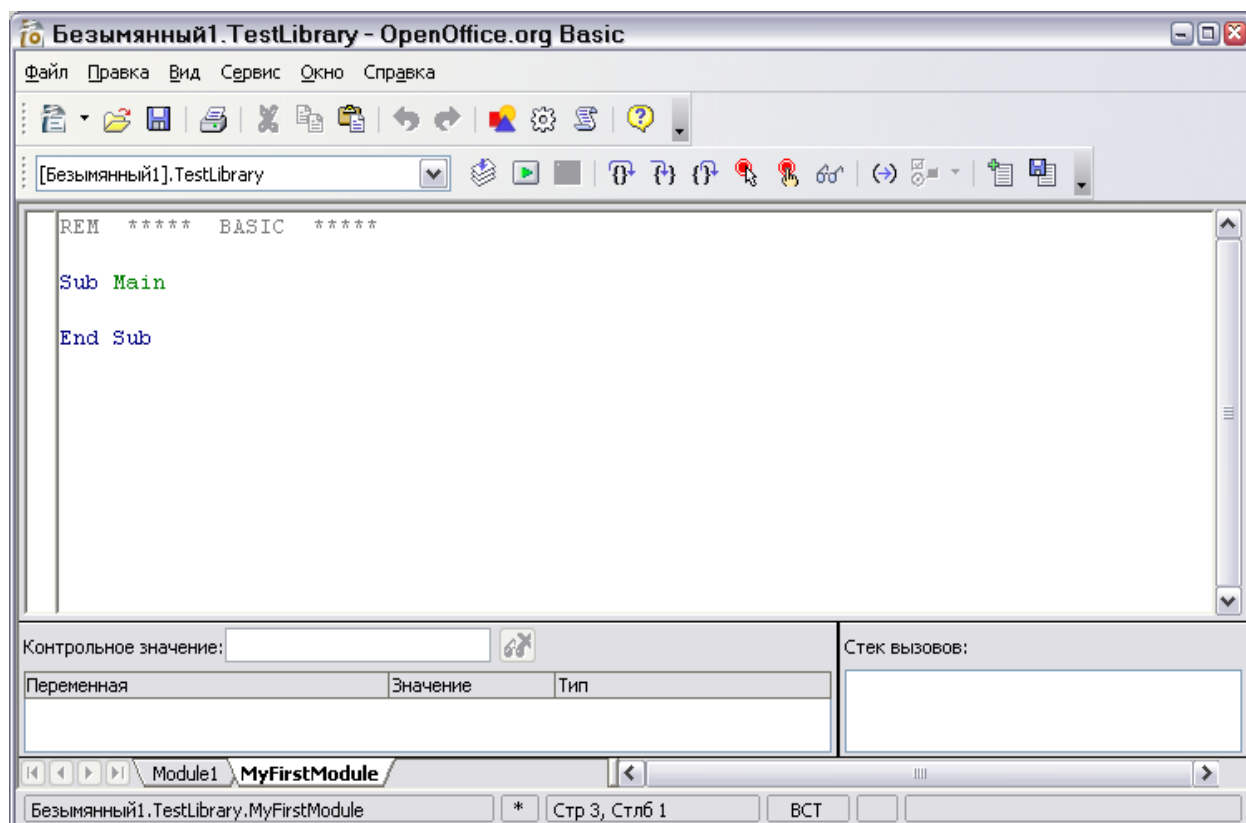 Безымянный1.TestLibrary - OpenOffice.org Basic
Файл Правка Вид Сервис Окно Справка
[Безымянный1].TestLibrary
REM ***** BASIC *****
Sub Main
End Sub
Контрольное значение:
Стек вызовов:
Переменная Значение Тип
Module1 MyFirstModule
Безымянный1.TestLibrary.MyFirstModule * Стр 3, Стлб 1 ВСТ